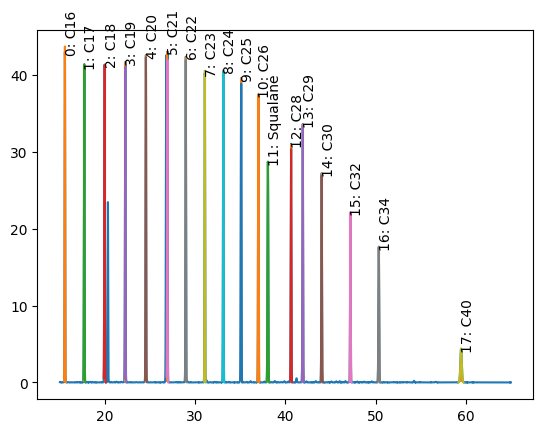 0: C16
1: C17
2: C18
3: C19
4: C20
5: C21
6: C22
7: C23
8: C24
9: C25
10: C26
11: Squalane
12: C28
13: C29
14: C30
15: C32
16: C34
17: C40
40
30
20
10
0
20
30
40
50
60